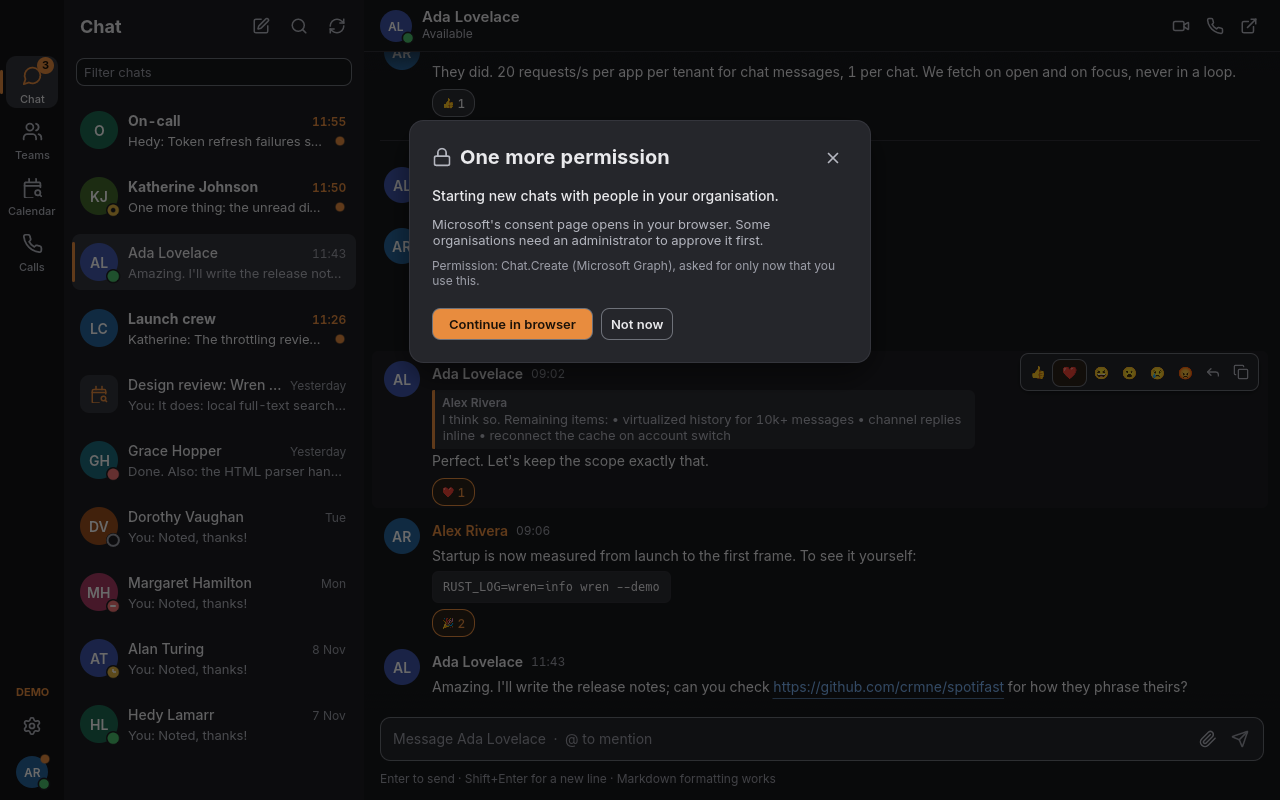 3
Chat
Teams
Calendar
Calls
DEMO
AR
Chat
Filter chats
O
On-call
11:55
Hedy: Token refresh failures s...
KJ
Katherine Johnson
11:50
One more thing: the unread di...
AL
Ada Lovelace
11:43
Amazing. I'll write the release not...
LC
Launch crew
11:26
Katherine: The throttling revie...
Design review: Wren ...
Yesterday
You: It does: local full-text search...
GH
Grace Hopper
Yesterday
Done. Also: the HTML parser han...
DV
Dorothy Vaughan
Tue
You: Noted, thanks!
MH
Margaret Hamilton
Mon
You: Noted, thanks!
AT
Alan Turing
8 Nov
You: Noted, thanks!
HL
Hedy Lamarr
7 Nov
You: Noted, thanks!
AL
Ada Lovelace
Available
AR
They did. 20 requests/s per app per tenant for chat messages, 1 per chat. We fetch on open and on focus, never in a loop.
👍 1
AL
AR
One more permission
Starting new chats with people in your organisation.
Microsoft's consent page opens in your browser. Some
organisations need an administrator to approve it first.
Permission: Chat.Create (Microsoft Graph), asked for only now that you
use this.
Continue in browser
Not now
AL
Ada Lovelace 09:02
Alex Rivera
I think so. Remaining items: • virtualized history for 10k+ messages • channel replies
inline • reconnect the cache on account switch
Perfect. Let's keep the scope exactly that.
❤️ 1
AR
Alex Rivera 09:06
Startup is now measured from launch to the first frame. To see it yourself:
RUST_LOG=wren=info wren --demo
🎉 2
AL
Ada Lovelace 11:43
Amazing. I'll write the release notes; can you check https://github.com/crmne/spotifast for how they phrase theirs?
Message Ada Lovelace · @ to mention
Enter to send · Shift+Enter for a new line · Markdown formatting works